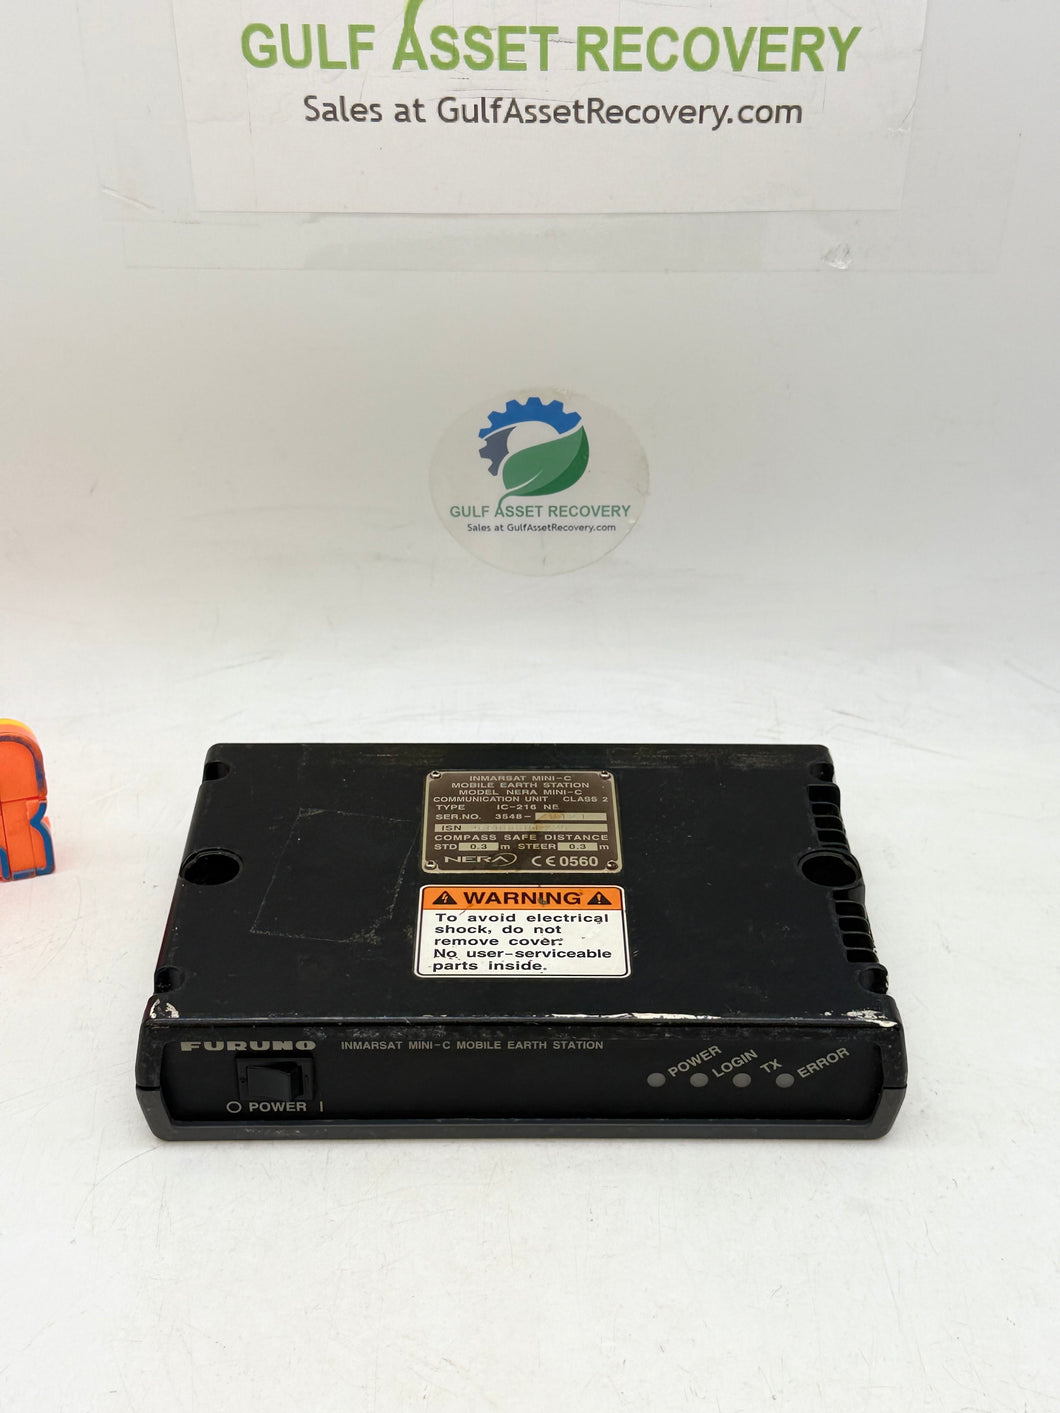 GULF ASSET RECOVERY
Sales at GulfAssetRecovery.com
GULF ASSET RECOVERY
Sales at GulfAssetRecovery.com
INMARSAT MINI-C
MOBILE EARTH STATION
MODEL NERA MINI-C
COMMUNICATION UNIT CLASS 2
TYPE IC-216 NE
SER.NO. 3548-
ISN
COMPASS SAFE DISTANCE
STD 0.3 m STEER 0.3 m
NERA CE0560
WARNING
To avoid electrical
shock, do not
remove cover.
No user-serviceable
parts inside.
FURUNO INMARSAT MINI-C MOBILE EARTH STATION
POWER LOGIN TX ERROR
O POWER |